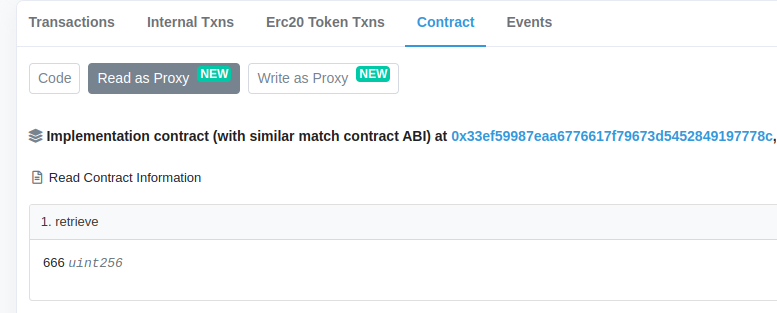 Transactions Internal Txns Erc20 Token Txns Contract Events
Code Read as Proxy NEW Write as Proxy NEW
Implementation contract (with similar match contract ABI) at 0x33ef59987eaa6776617f79673d5452849197778c,
Read Contract Information
1. retrieve
666 uint256